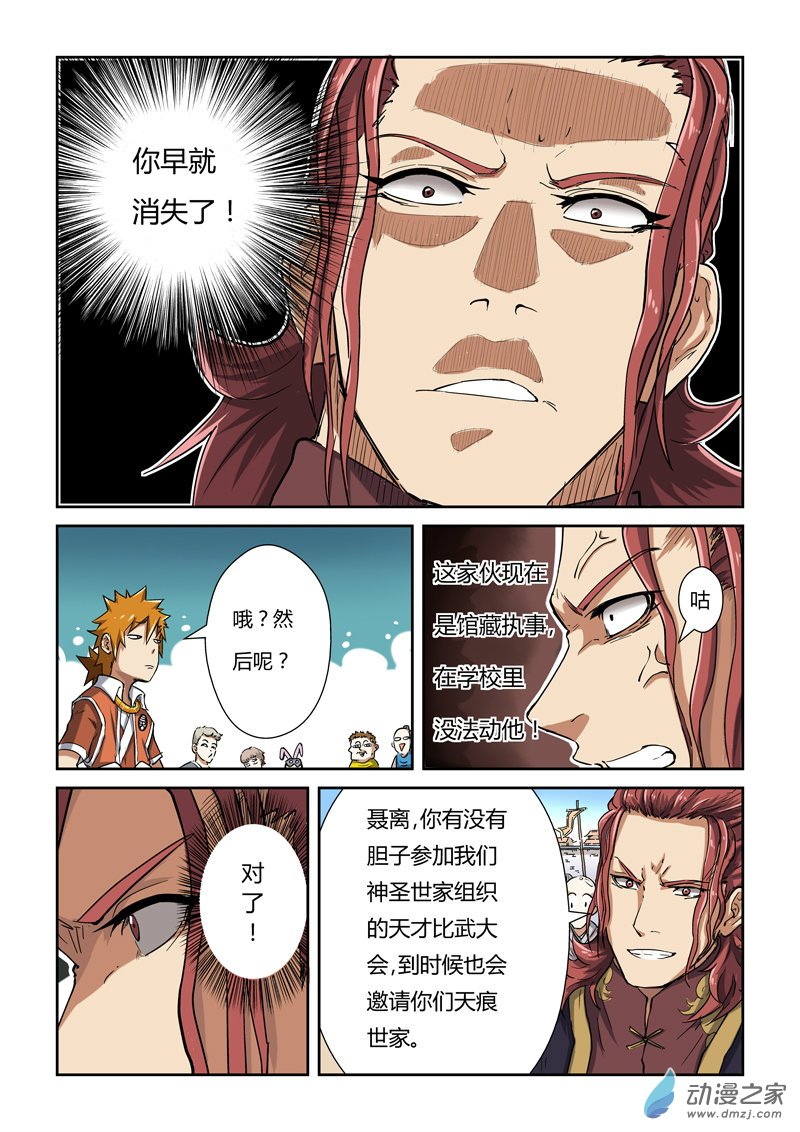 你早就
消失了！
哦？然
后呢？
这家伙现在
是馆藏执事，
在学校里
没法动他！
咕
对
了！
聂离，你有没有
胆子参加我们
神圣世家组织
的天才比武大
会，到时候也会
邀请你们天痕
世家。
动漫之家
www.dmzj.com